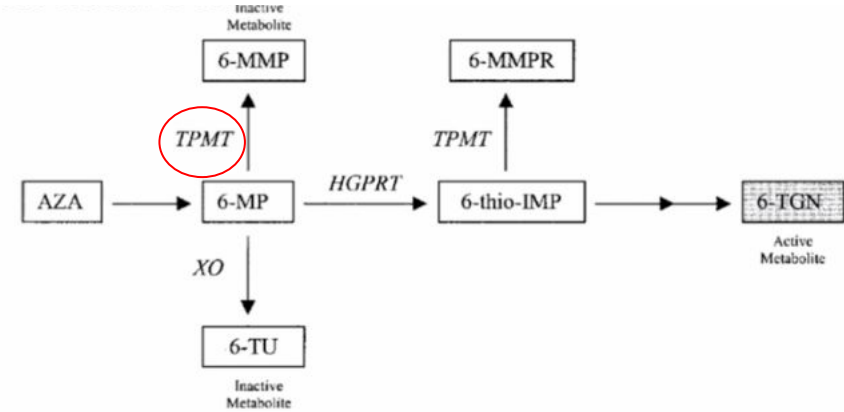 Inactive
Metabolite
6-MMP
6-MMPR
TPMT
TPMT
AZA
6-MP
HGPRT
6-thio-IMP
6-TGN
Active
Metabolite
XO
6-TU
Inactive
Metabolite